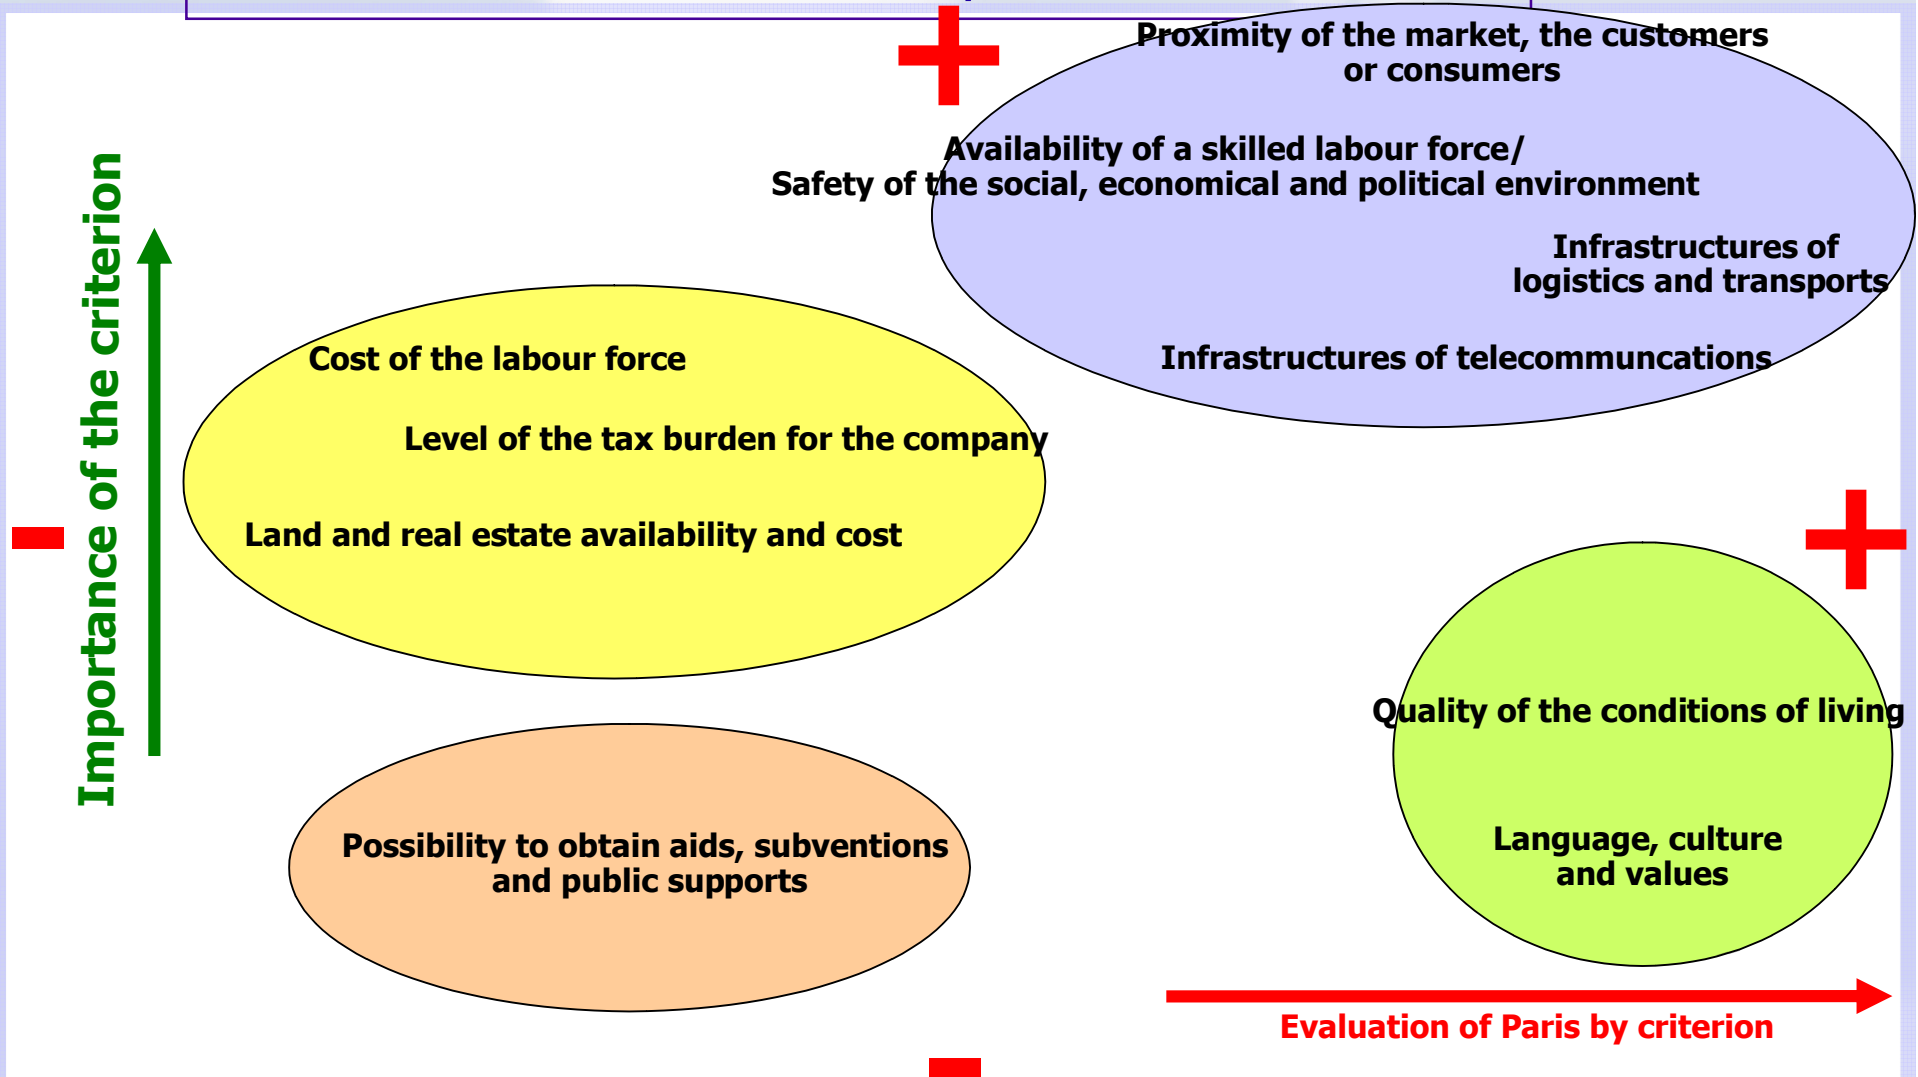 Proximity of the market, the customers
or consumers
Availability of a skilled labour force/
Safety of the social, economical and political environment
Infrastructures of
logistics and transports
Infrastructures of telecommuncations
Cost of the labour force
Level of the tax burden for the company
Land and real estate availability and cost
Importance of the criterion
Quality of the conditions of living
Language, culture
and values
Possibility to obtain aids, subventions
and public supports
Evaluation of Paris by criterion